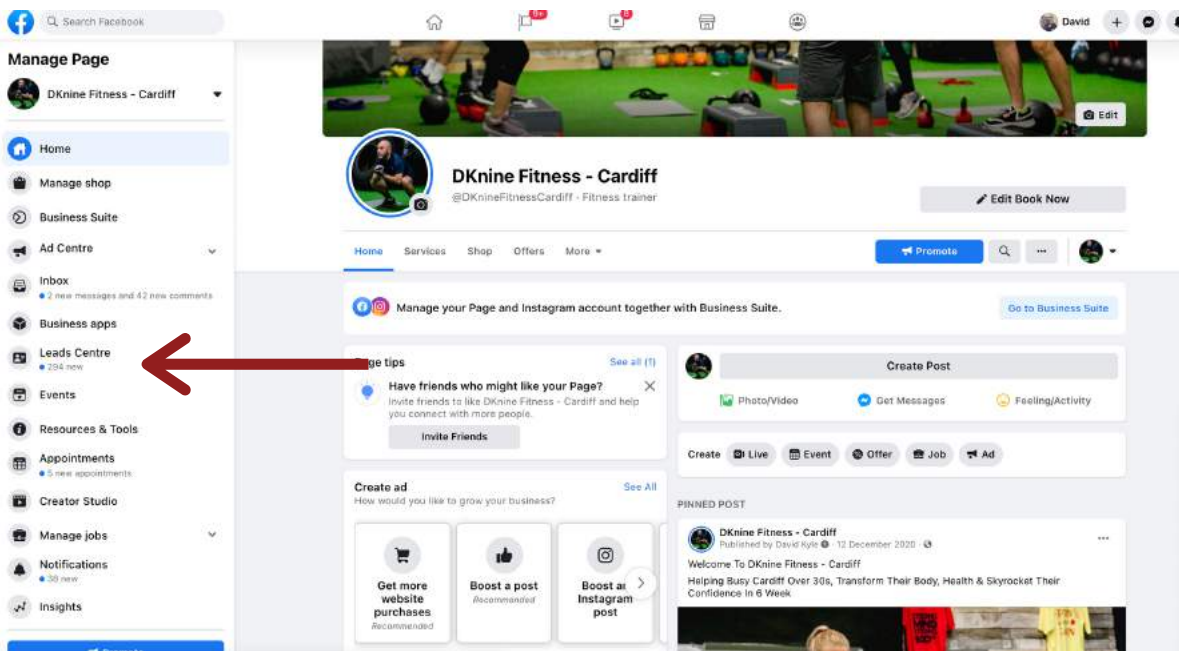 Search Facebook
9+
8
David
Manage Page
DKnine Fitness - Cardiff
Home
Manage shop
Business Suite
Ad Centre
Inbox
2 new messages and 42 new comments
Business apps
Leads Centre
294 new
Events
Resources & Tools
Appointments
5 new appointments
Creator Studio
Manage jobs
Notifications
38 new
Insights
Edit
DKnine Fitness - Cardiff
@DKnineFitnessCardiff · Fitness trainer
Edit Book Now
Home Services Shop Offers More
Promote
Manage your Page and Instagram account together with Business Suite.
Go to Business Suite
ge tips
See all (1)
Have friends who might like your Page?
Invite friends to like DKnine Fitness - Cardiff and help
you connect with more people.
Invite Friends
Create ad
See All
How would you like to grow your business?
Get more
website
purchases
Recommended
Boost a post
Recommended
Boost an
Instagram
post
Create Post
Photo/Video
Get Messages
Feeling/Activity
Create Live Event Offer Job Ad
PINNED POST
DKnine Fitness - Cardiff
Published by David Kyle · 12 December 2020 ·
Welcome To DKnine Fitness - Cardiff
Helping Busy Cardiff Over 30s, Transform Their Body, Health & Skyrocket Their
Confidence In 6 Week